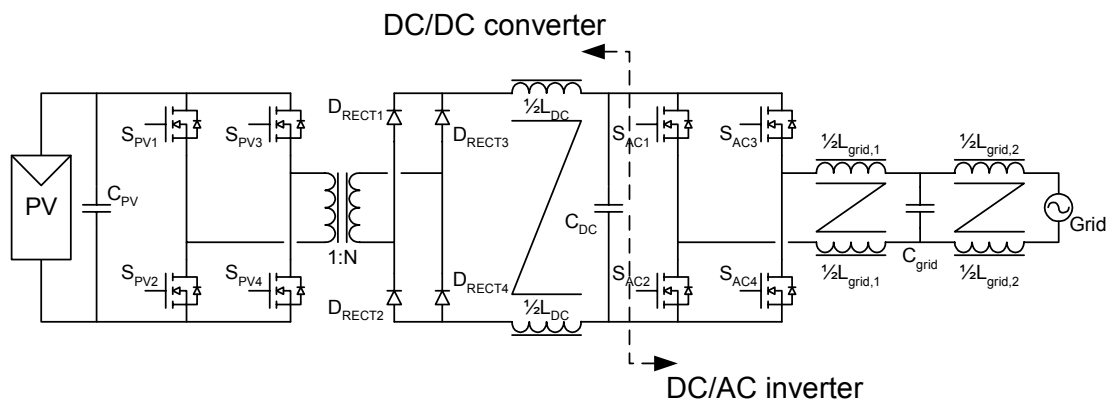 DC/DC converter
D_RECT1
½L_DC
S_PV1
S_PV3
D_RECT3
S_AC1
S_AC3
½L_grid,1
½L_grid,2
PV
C_PV
C_DC
Grid
1:N
C_grid
S_PV2
S_PV4
D_RECT4
S_AC2
S_AC4
½L_grid,1
½L_grid,2
D_RECT2
½L_DC
DC/AC inverter